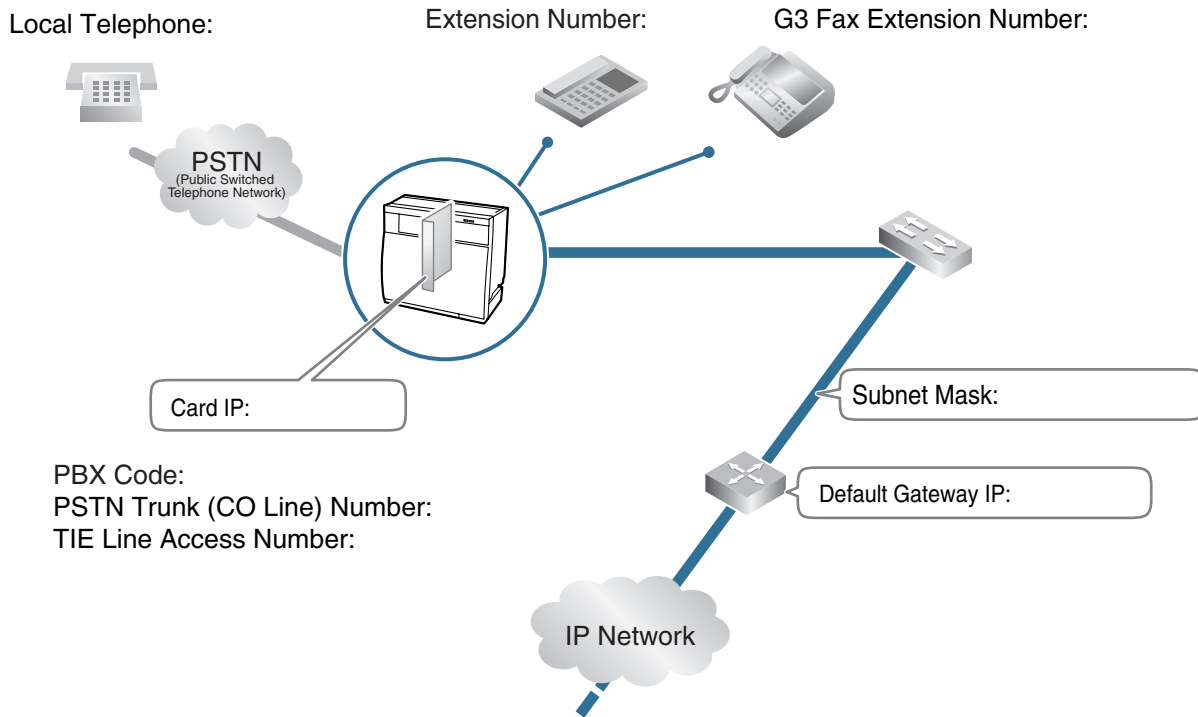 Local Telephone:
Extension Number:
G3 Fax Extension Number:
PSTN
(Public Switched
Telephone Network)
Card IP:
Subnet Mask:
PBX Code:
PSTN Trunk (CO Line) Number:
TIE Line Access Number:
Default Gateway IP:
IP Network